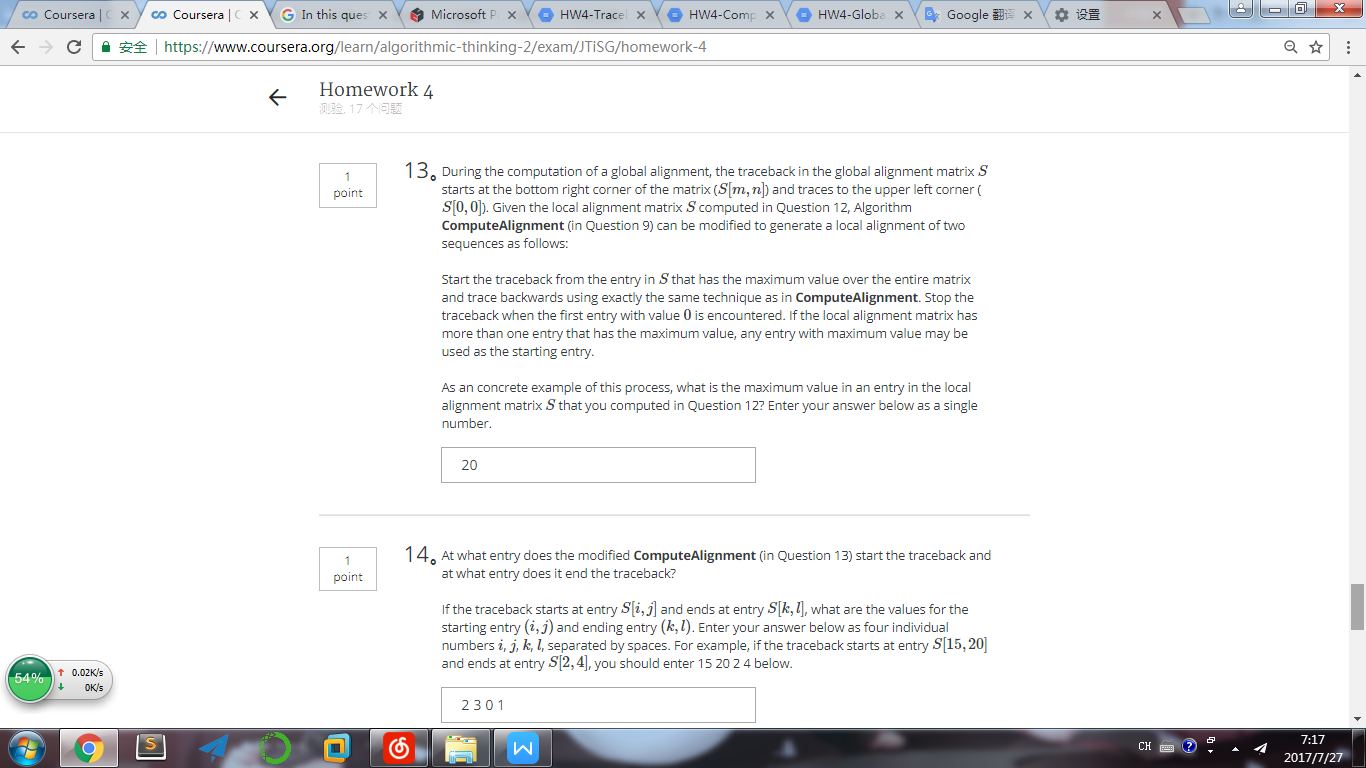 Coursera | C
Coursera | C
In this ques
Microsoft P
HW4-Tracel
HW4-Comp
HW4-Globa
Google 翻译
设置
安全 https://www.coursera.org/learn/algorithmic-thinking-2/exam/JTiSG/homework-4
Homework 4
测验, 17 个问题
1
point
13。 During the computation of a global alignment, the traceback in the global alignment matrix S
starts at the bottom right corner of the matrix (S[m, n]) and traces to the upper left corner (
S[0, 0]). Given the local alignment matrix S computed in Question 12, Algorithm
ComputeAlignment (in Question 9) can be modified to generate a local alignment of two
sequences as follows:
Start the traceback from the entry in S that has the maximum value over the entire matrix
and trace backwards using exactly the same technique as in ComputeAlignment. Stop the
traceback when the first entry with value 0 is encountered. If the local alignment matrix has
more than one entry that has the maximum value, any entry with maximum value may be
used as the starting entry.
As an concrete example of this process, what is the maximum value in an entry in the local
alignment matrix S that you computed in Question 12? Enter your answer below as a single
number.
20
1
point
14。 At what entry does the modified ComputeAlignment (in Question 13) start the traceback and
at what entry does it end the traceback?
If the traceback starts at entry S[i, j] and ends at entry S[k, l], what are the values for the
starting entry (i, j) and ending entry (k, l). Enter your answer below as four individual
numbers i, j, k, l, separated by spaces. For example, if the traceback starts at entry S[15, 20]
and ends at entry S[2, 4], you should enter 15 20 2 4 below.
2 3 0 1
54%
0.02K/s
0K/s
CH
7:17
2017/7/27